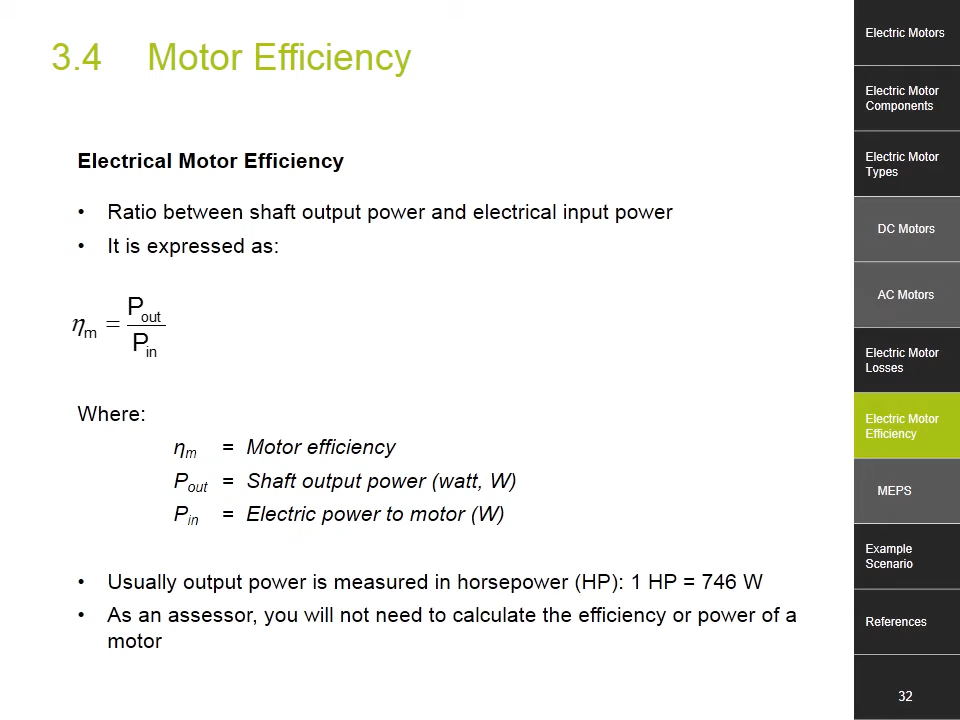 3.4 Motor Efficiency
Electrical Motor Efficiency
• Ratio between shaft output power and electrical input power
• It is expressed as:
ηm = Pout / Pin
Where:
ηm = Motor efficiency
Pout = Shaft output power (watt, W)
Pin = Electric power to motor (W)
• Usually output power is measured in horsepower (HP): 1 HP = 746 W
• As an assessor, you will not need to calculate the efficiency or power of a
motor
Electric Motors
Electric Motor
Components
Electric Motor
Types
DC Motors
AC Motors
Electric Motor
Losses
Electric Motor
Efficiency
MEPS
Example
Scenario
References
32